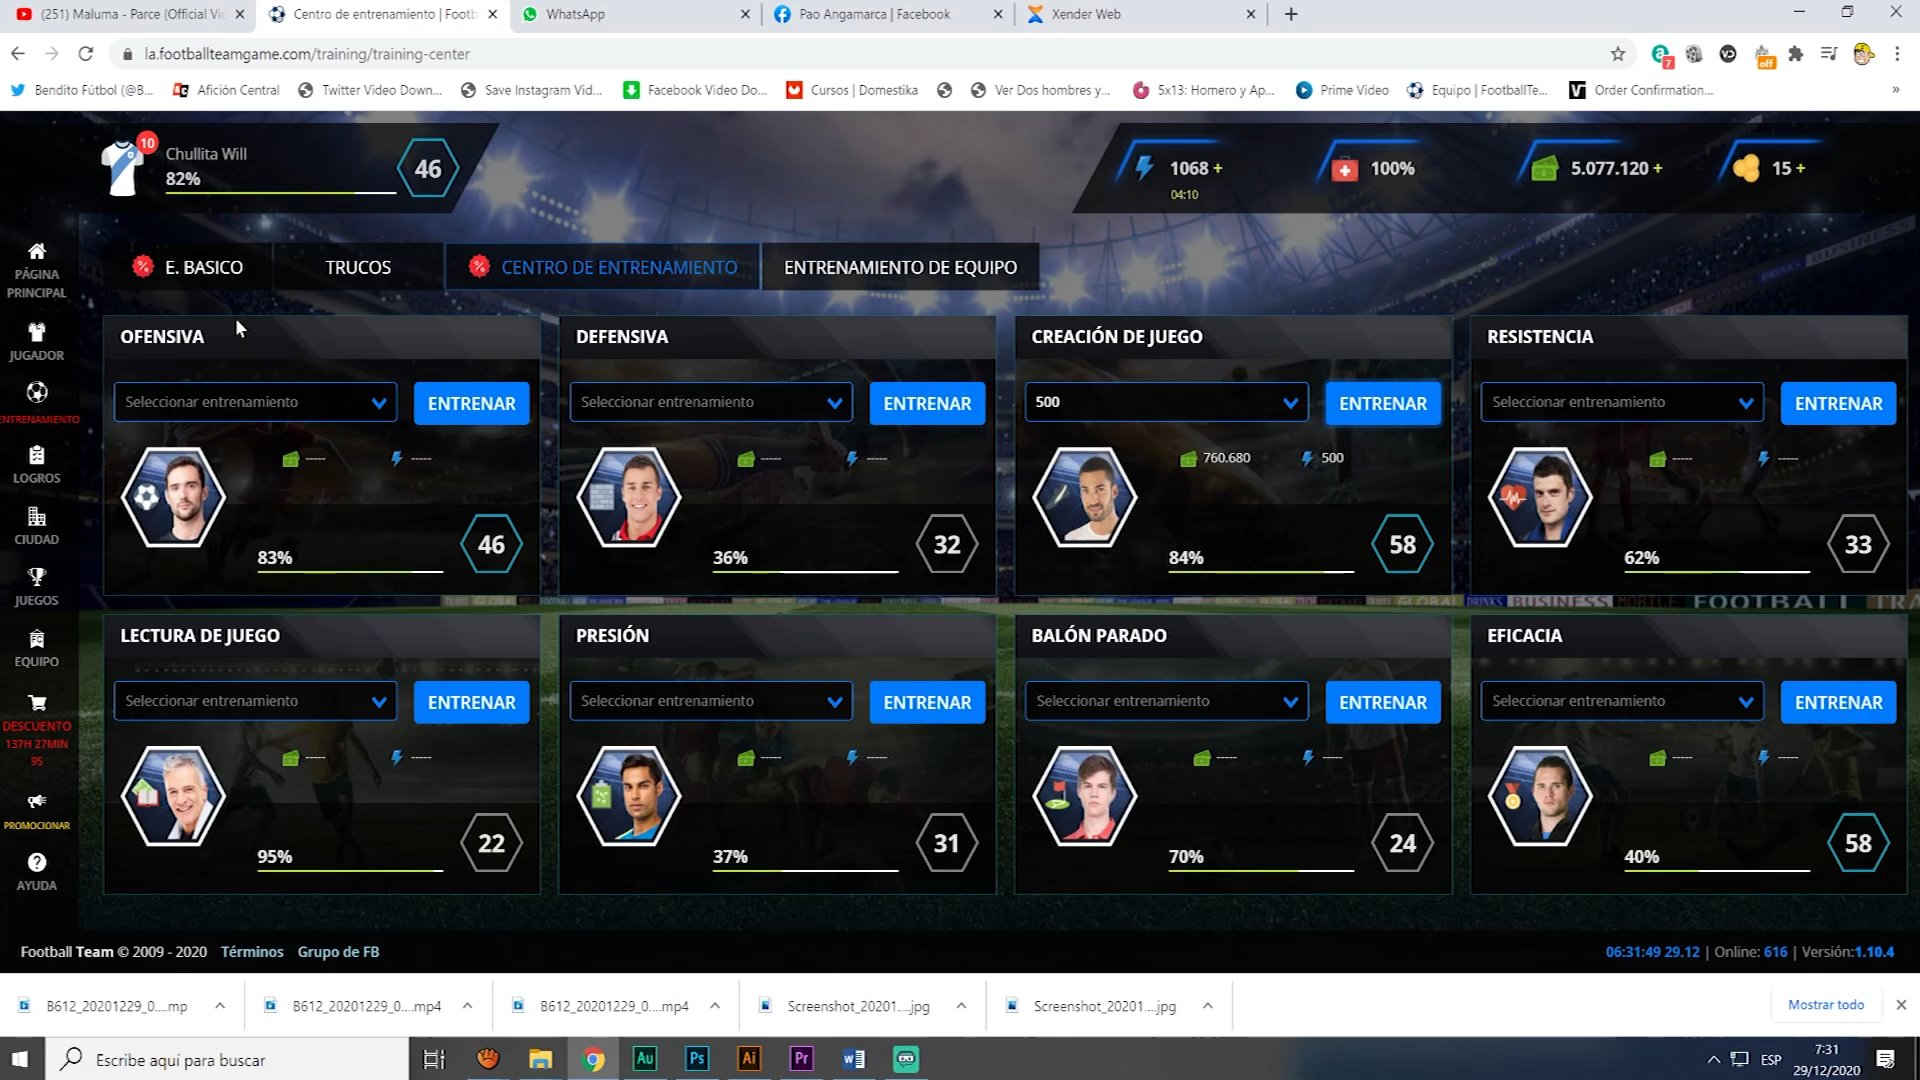 (251) Maluma - Parce (Official Vi
Centro de entrenamiento | Footb
WhatsApp
Pao Angamarca | Facebook
Xender Web
la.footballteamgame.com/training/training-center
Bendito Fútbol (@B...
Afición Central
Twitter Video Down...
Save Instagram Vid...
Facebook Video Do...
Cursos | Domestika
Ver Dos hombres y...
5x13: Homero y Ap...
Prime Video
Equipo | FootballTe...
Order Confirmation...
7
off
10
Chullita Will
82%
46
1068 +
04:10
100%
5.077.120 +
15 +
PÁGINA
PRINCIPAL
JUGADOR
ENTRENAMIENTO
LOGROS
CIUDAD
JUEGOS
EQUIPO
DESCUENTO
137H 27MIN
9S
PROMOCIONAR
AYUDA
E. BASICO
TRUCOS
CENTRO DE ENTRENAMIENTO
ENTRENAMIENTO DE EQUIPO
OFENSIVA
Seleccionar entrenamiento
ENTRENAR
-----
-----
83%
46
DEFENSIVA
Seleccionar entrenamiento
ENTRENAR
-----
-----
36%
32
CREACIÓN DE JUEGO
500
ENTRENAR
760.680
500
84%
58
RESISTENCIA
Seleccionar entrenamiento
ENTRENAR
-----
-----
62%
33
LECTURA DE JUEGO
Seleccionar entrenamiento
ENTRENAR
-----
-----
95%
22
PRESIÓN
Seleccionar entrenamiento
ENTRENAR
-----
-----
37%
31
BALÓN PARADO
Seleccionar entrenamiento
ENTRENAR
-----
-----
70%
24
EFICACIA
Seleccionar entrenamiento
ENTRENAR
-----
-----
40%
58
Football Team © 2009 - 2020 Términos Grupo de FB
06:31:49 29.12 | Online: 616 | Versión:1.10.4
B612_20201229_0....mp
B612_20201229_0....mp4
B612_20201229_0....mp4
Screenshot_20201....jpg
Screenshot_20201....jpg
Mostrar todo
Escribe aquí para buscar
Au
Ps
Ai
Pr
ESP
7:31
29/12/2020